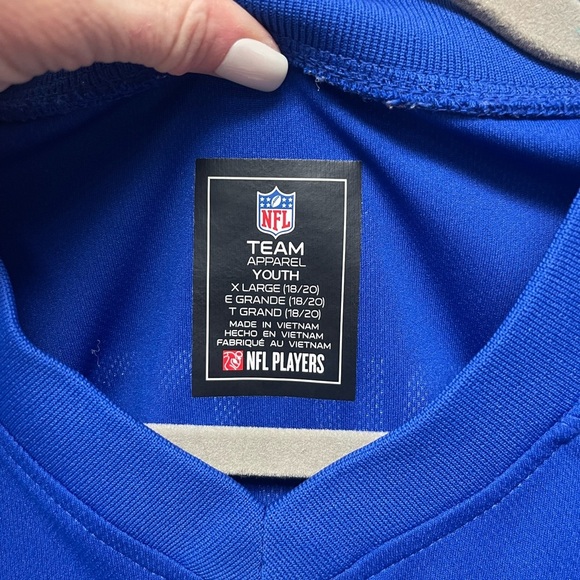 NFL
TEAM
APPAREL
YOUTH
X LARGE (18/20)
E GRANDE (18/20)
T GRAND (18/20)
MADE IN VIETNAM
HECHO EN VIETNAM
FABRIQUÉ AU VIETNAM
NFL PLAYERS